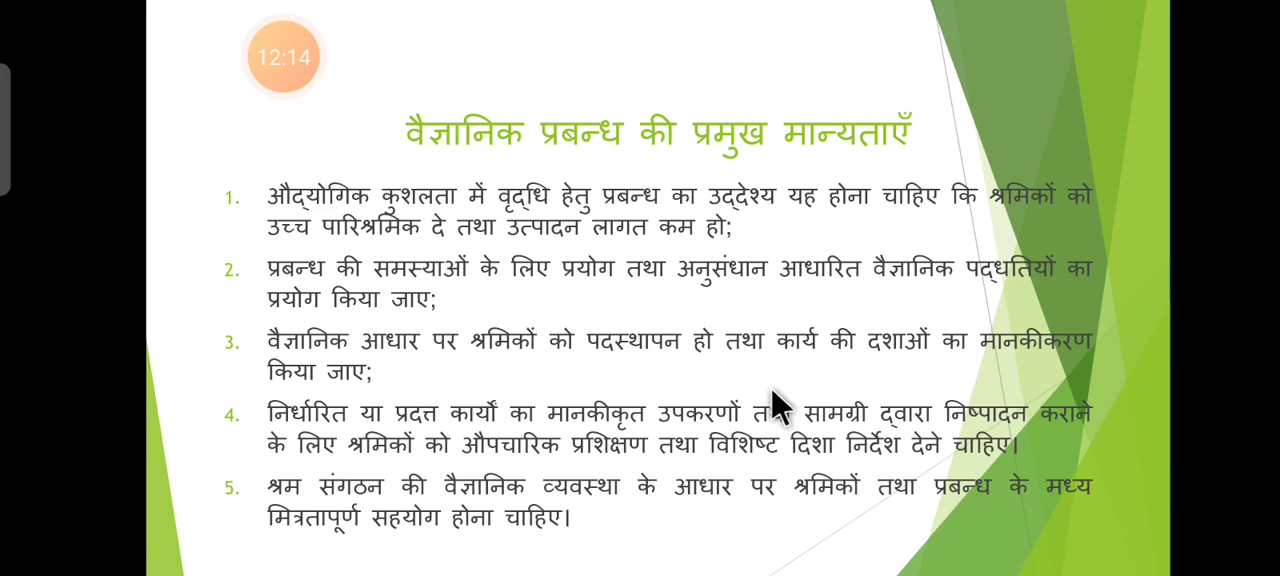 12:14
वैज्ञानिक प्रबन्ध की प्रमुख मान्यताएँ
1. औद्योगिक कुशलता में वृद्धि हेतु प्रबन्ध का उद्देश्य यह होना चाहिए कि श्रमिकों को
उच्च पारिश्रमिक दे तथा उत्पादन लागत कम हो;
2. प्रबन्ध की समस्याओं के लिए प्रयोग तथा अनुसंधान आधारित वैज्ञानिक पद्धतियों का
प्रयोग किया जाए;
3. वैज्ञानिक आधार पर श्रमिकों को पदस्थापन हो तथा कार्य की दशाओं का मानकीकरण
किया जाए;
4. निर्धारित या प्रदत्त कार्यों का मानकीकृत उपकरणों तथा सामग्री द्वारा निष्पादन कराने
के लिए श्रमिकों को औपचारिक प्रशिक्षण तथा विशिष्ट दिशा निर्देश देने चाहिए।
5. श्रम संगठन की वैज्ञानिक व्यवस्था के आधार पर श्रमिकों तथा प्रबन्ध के मध्य
मित्रतापूर्ण सहयोग होना चाहिए।